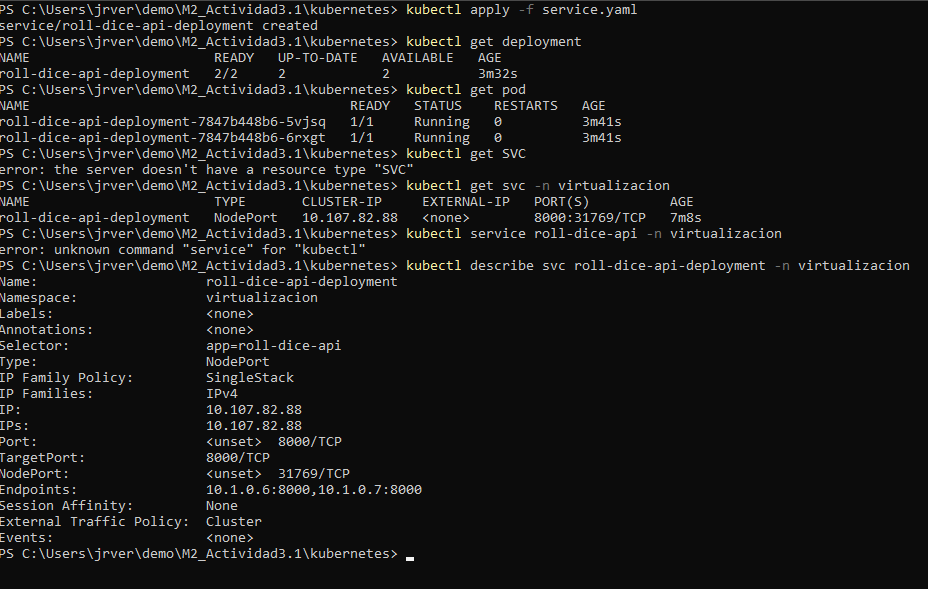 PS C:\Users\jrver\demo\M2_Actividad3.1\kubernetes> kubectl apply -f service.yaml
service/roll-dice-api-deployment created
PS C:\Users\jrver\demo\M2_Actividad3.1\kubernetes> kubectl get deployment
NAME                       READY   UP-TO-DATE   AVAILABLE   AGE
roll-dice-api-deployment   2/2     2            2           3m32s
PS C:\Users\jrver\demo\M2_Actividad3.1\kubernetes> kubectl get pod
NAME                                        READY   STATUS    RESTARTS   AGE
roll-dice-api-deployment-7847b448b6-5vjsq   1/1     Running   0          3m41s
roll-dice-api-deployment-7847b448b6-6rxgt   1/1     Running   0          3m41s
PS C:\Users\jrver\demo\M2_Actividad3.1\kubernetes> kubectl get SVC
error: the server doesn't have a resource type "SVC"
PS C:\Users\jrver\demo\M2_Actividad3.1\kubernetes> kubectl get svc -n virtualizacion
NAME                       TYPE       CLUSTER-IP     EXTERNAL-IP   PORT(S)          AGE
roll-dice-api-deployment   NodePort   10.107.82.88   <none>        8000:31769/TCP   7m8s
PS C:\Users\jrver\demo\M2_Actividad3.1\kubernetes> kubectl service roll-dice-api -n virtualizacion
error: unknown command "service" for "kubectl"
PS C:\Users\jrver\demo\M2_Actividad3.1\kubernetes> kubectl describe svc roll-dice-api-deployment -n virtualizacion
Name:                     roll-dice-api-deployment
Namespace:                virtualizacion
Labels:                   <none>
Annotations:              <none>
Selector:                 app=roll-dice-api
Type:                     NodePort
IP Family Policy:         SingleStack
IP Families:              IPv4
IP:                       10.107.82.88
IPs:                      10.107.82.88
Port:                     <unset>  8000/TCP
TargetPort:               8000/TCP
NodePort:                 <unset>  31769/TCP
Endpoints:                10.1.0.6:8000,10.1.0.7:8000
Session Affinity:         None
External Traffic Policy:  Cluster
Events:                   <none>
PS C:\Users\jrver\demo\M2_Actividad3.1\kubernetes>